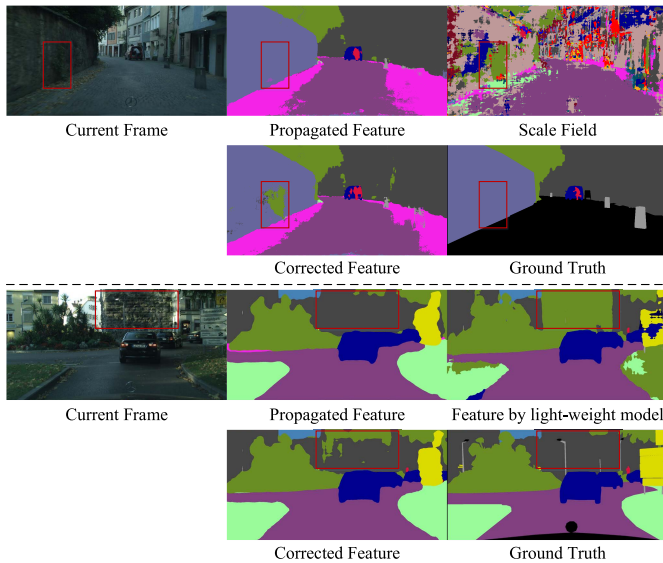 Current Frame
Propagated Feature
Scale Field
Corrected Feature
Ground Truth
Current Frame
Propagated Feature
Feature by light-weight model
Corrected Feature
Ground Truth